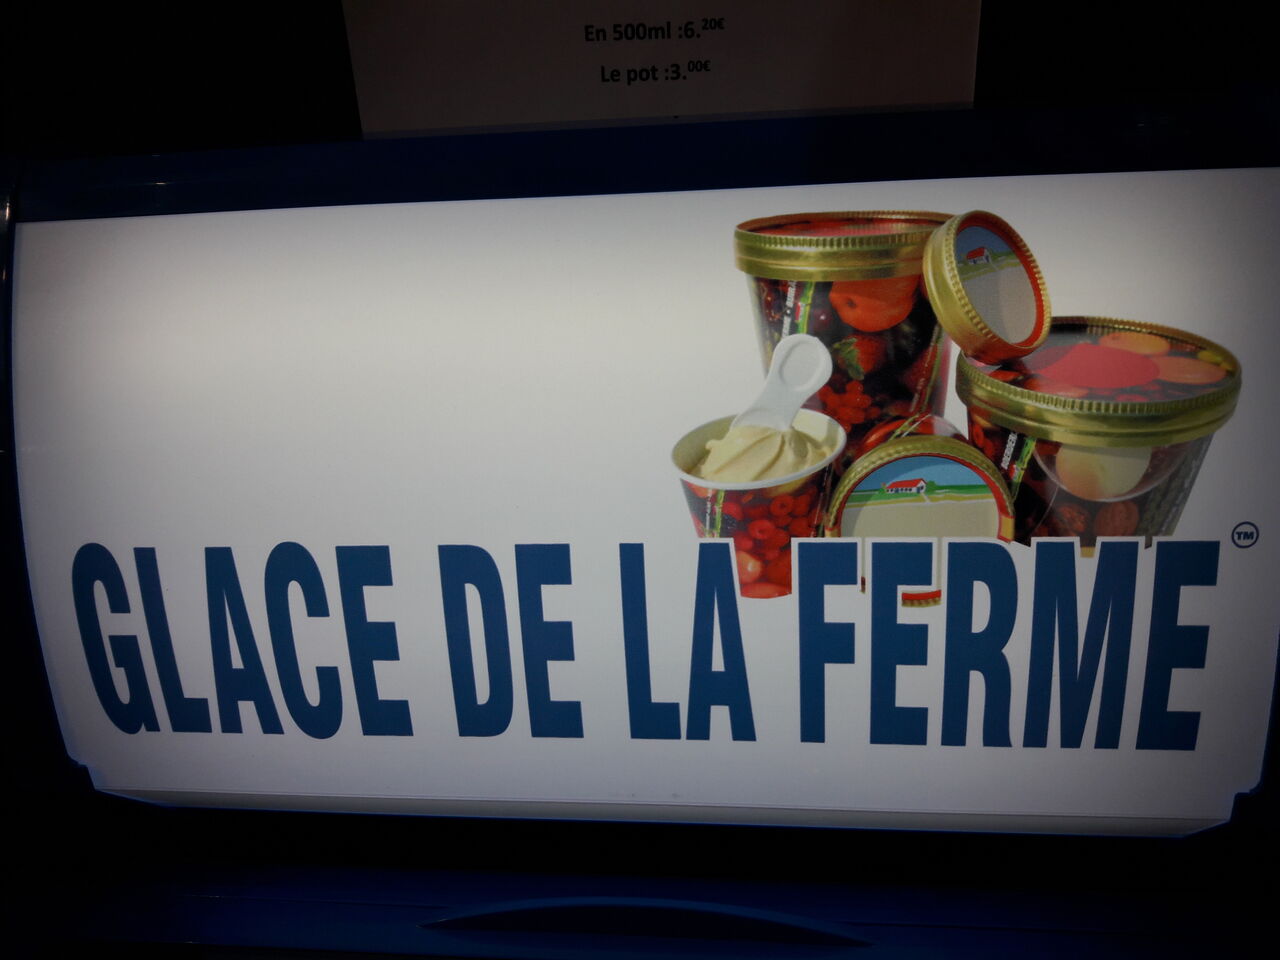 En 500ml :6.20€
Le pot :3.00€
GLACE DE LA FERME TM